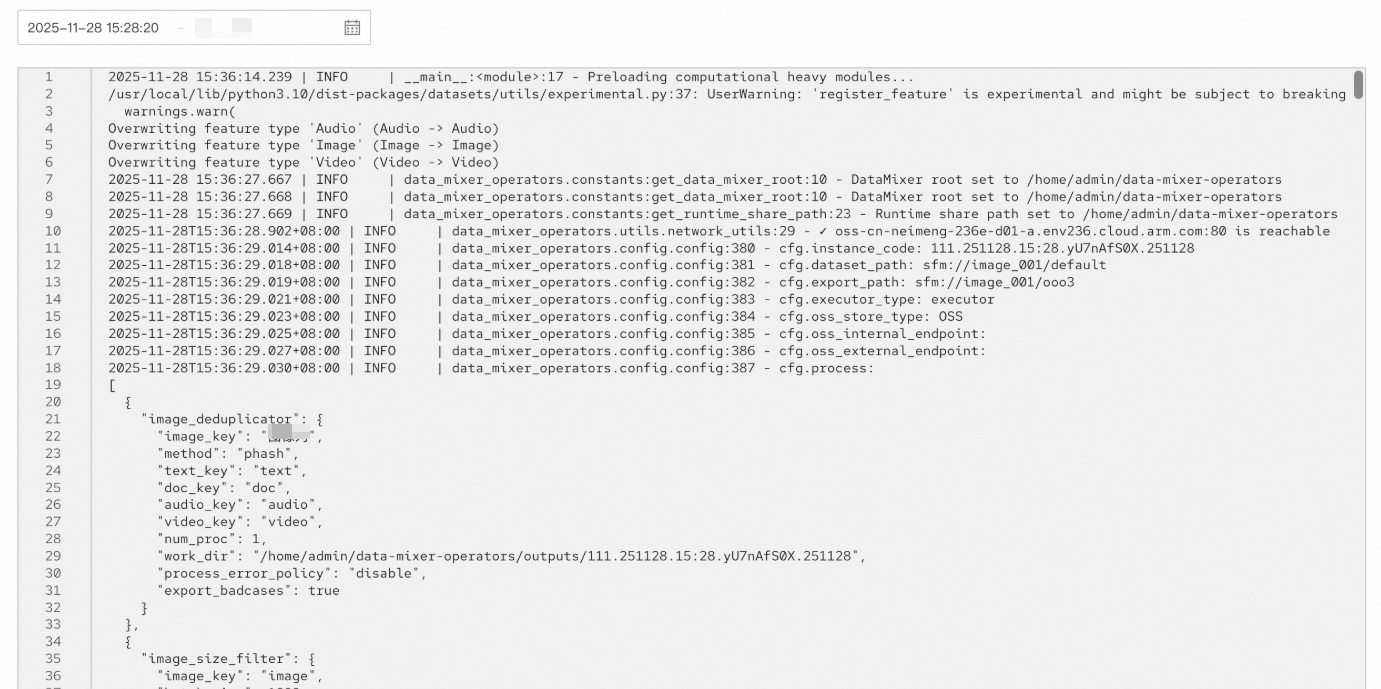 2025-11-28 15:28:20 –
1 2025-11-28 15:36:14.239 | INFO     | __main__:<module>:17 - Preloading computational heavy modules...
2 /usr/local/lib/python3.10/dist-packages/datasets/utils/experimental.py:37: UserWarning: 'register_feature' is experimental and might be subject to breaking
3   warnings.warn(
4 Overwriting feature type 'Audio' (Audio -> Audio)
5 Overwriting feature type 'Image' (Image -> Image)
6 Overwriting feature type 'Video' (Video -> Video)
7 2025-11-28 15:36:27.667 | INFO     | data_mixer_operators.constants:get_data_mixer_root:10 - DataMixer root set to /home/admin/data-mixer-operators
8 2025-11-28 15:36:27.668 | INFO     | data_mixer_operators.constants:get_data_mixer_root:10 - DataMixer root set to /home/admin/data-mixer-operators
9 2025-11-28 15:36:27.669 | INFO     | data_mixer_operators.constants:get_runtime_share_path:23 - Runtime share path set to /home/admin/data-mixer-operators
10 2025-11-28T15:36:28.902+08:00 | INFO     | data_mixer_operators.utils.network_utils:29 - ✓ oss-cn-neimeng-236e-d01-a.env236.cloud.arm.com:80 is reachable
11 2025-11-28T15:36:29.014+08:00 | INFO     | data_mixer_operators.config.config:380 - cfg.instance_code: 111.251128.15:28.yU7nAfS0X.251128
12 2025-11-28T15:36:29.018+08:00 | INFO     | data_mixer_operators.config.config:381 - cfg.dataset_path: sfm://image_001/default
13 2025-11-28T15:36:29.019+08:00 | INFO     | data_mixer_operators.config.config:382 - cfg.export_path: sfm://image_001/ooo3
14 2025-11-28T15:36:29.021+08:00 | INFO     | data_mixer_operators.config.config:383 - cfg.executor_type: executor
15 2025-11-28T15:36:29.023+08:00 | INFO     | data_mixer_operators.config.config:384 - cfg.oss_store_type: OSS
16 2025-11-28T15:36:29.025+08:00 | INFO     | data_mixer_operators.config.config:385 - cfg.oss_internal_endpoint:
17 2025-11-28T15:36:29.027+08:00 | INFO     | data_mixer_operators.config.config:386 - cfg.oss_external_endpoint:
18 2025-11-28T15:36:29.030+08:00 | INFO     | data_mixer_operators.config.config:387 - cfg.process:
19 [
20   {
21     "image_deduplicator": {
22       "image_key": "",
23       "method": "phash",
24       "text_key": "text",
25       "doc_key": "doc",
26       "audio_key": "audio",
27       "video_key": "video",
28       "num_proc": 1,
29       "work_dir": "/home/admin/data-mixer-operators/outputs/111.251128.15:28.yU7nAfS0X.251128",
30       "process_error_policy": "disable",
31       "export_badcases": true
32     }
33   },
34   {
35     "image_size_filter": {
36       "image_key": "image",